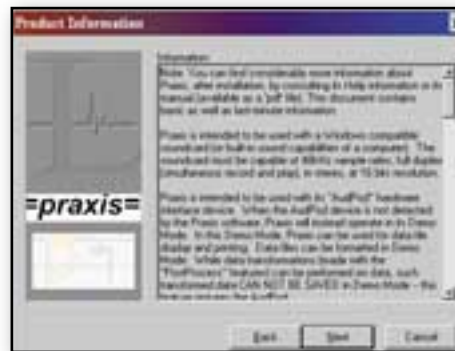 Product Information
Information:
Note: You can find considerably more information about
Praxis, after installation, by consulting its Help information or its
manual (available as a 'pdf' file). This document contains
basic as well as last-minute information.
Praxis is intended to be used with a Windows compatible
soundcard (or built-in sound capabilities of a computer). The
soundcard must be capable of 48kHz sample rates, full duplex
(simultaneous record and play), in stereo, at 16 bits resolution.
Praxis is intended to be used with its "AudPod" hardware
interface device. When the AudPod device is not detected
by the Praxis software, Praxis will instead operate in its Demo
Mode. In this Demo Mode, Praxis can be used for data file
display and printing. Data files can be formatted in Demo
Mode. While data transformations (made with the
"PostProcess" features) can be performed on data, such
transformed data CAN NOT BE SAVED in Demo Mode - this
feature requires the AudPod.
=praxis=
Back
Next
Cancel